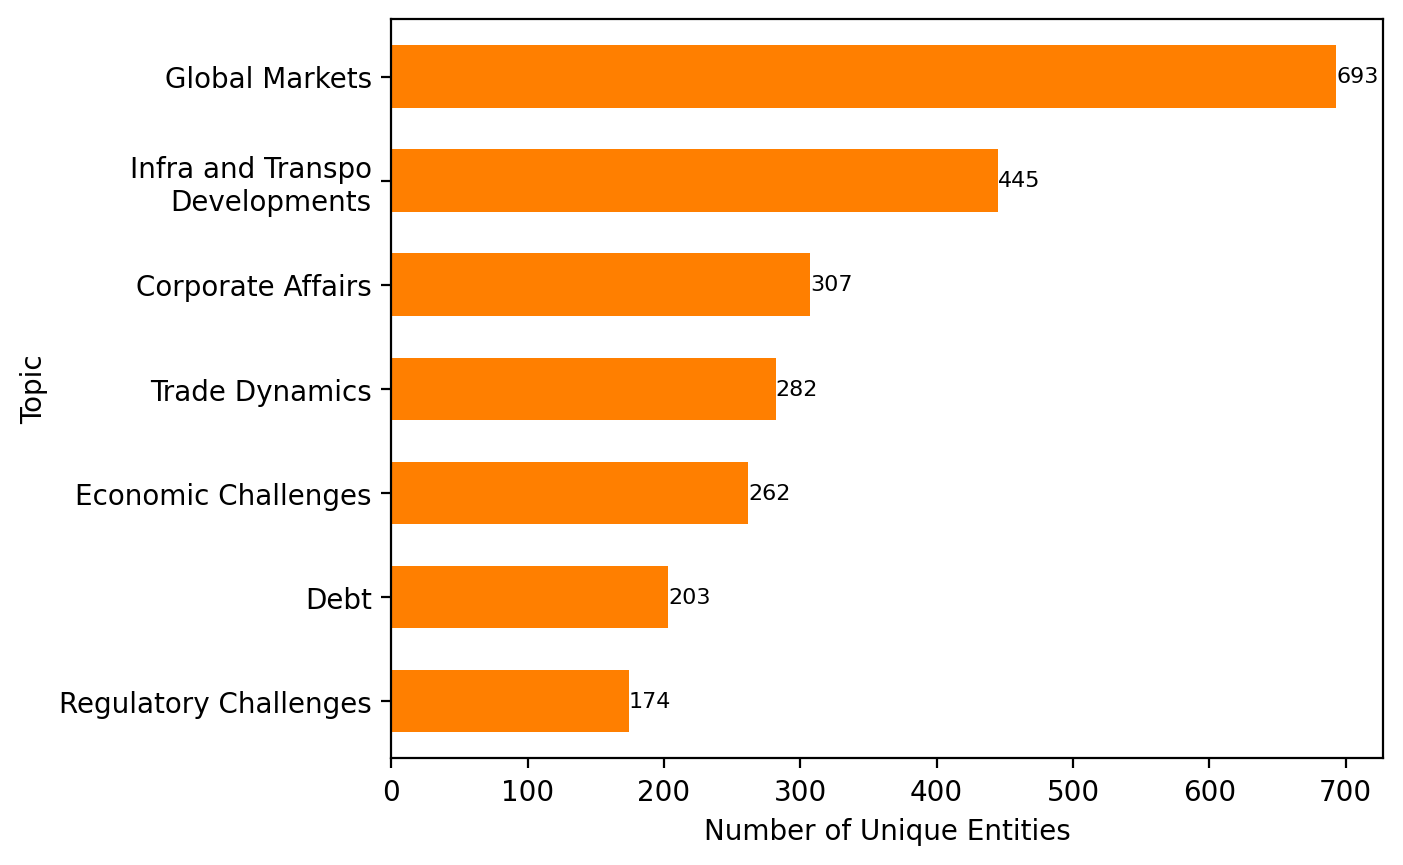 Global Markets
693
Infra and Transpo
Developments
445
Corporate Affairs
307
Trade Dynamics
282
Economic Challenges
262
Debt
203
Regulatory Challenges
174
Topic
0 100 200 300 400 500 600 700
Number of Unique Entities